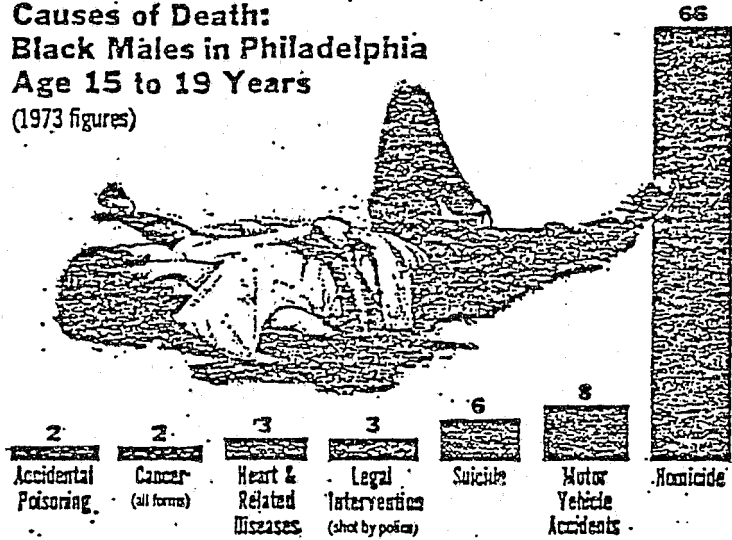 Causes of Death:
Black Males in Philadelphia
Age 15 to 19 Years
(1973 figures)
66
8
6
3
3
2
2
Accidental
Poisoning
Cancer
(all forms)
Heart &
Related
Diseases
Legal
Intervention
(shot by police)
Suicide
Motor
Vehicle
Accidents
Homicide